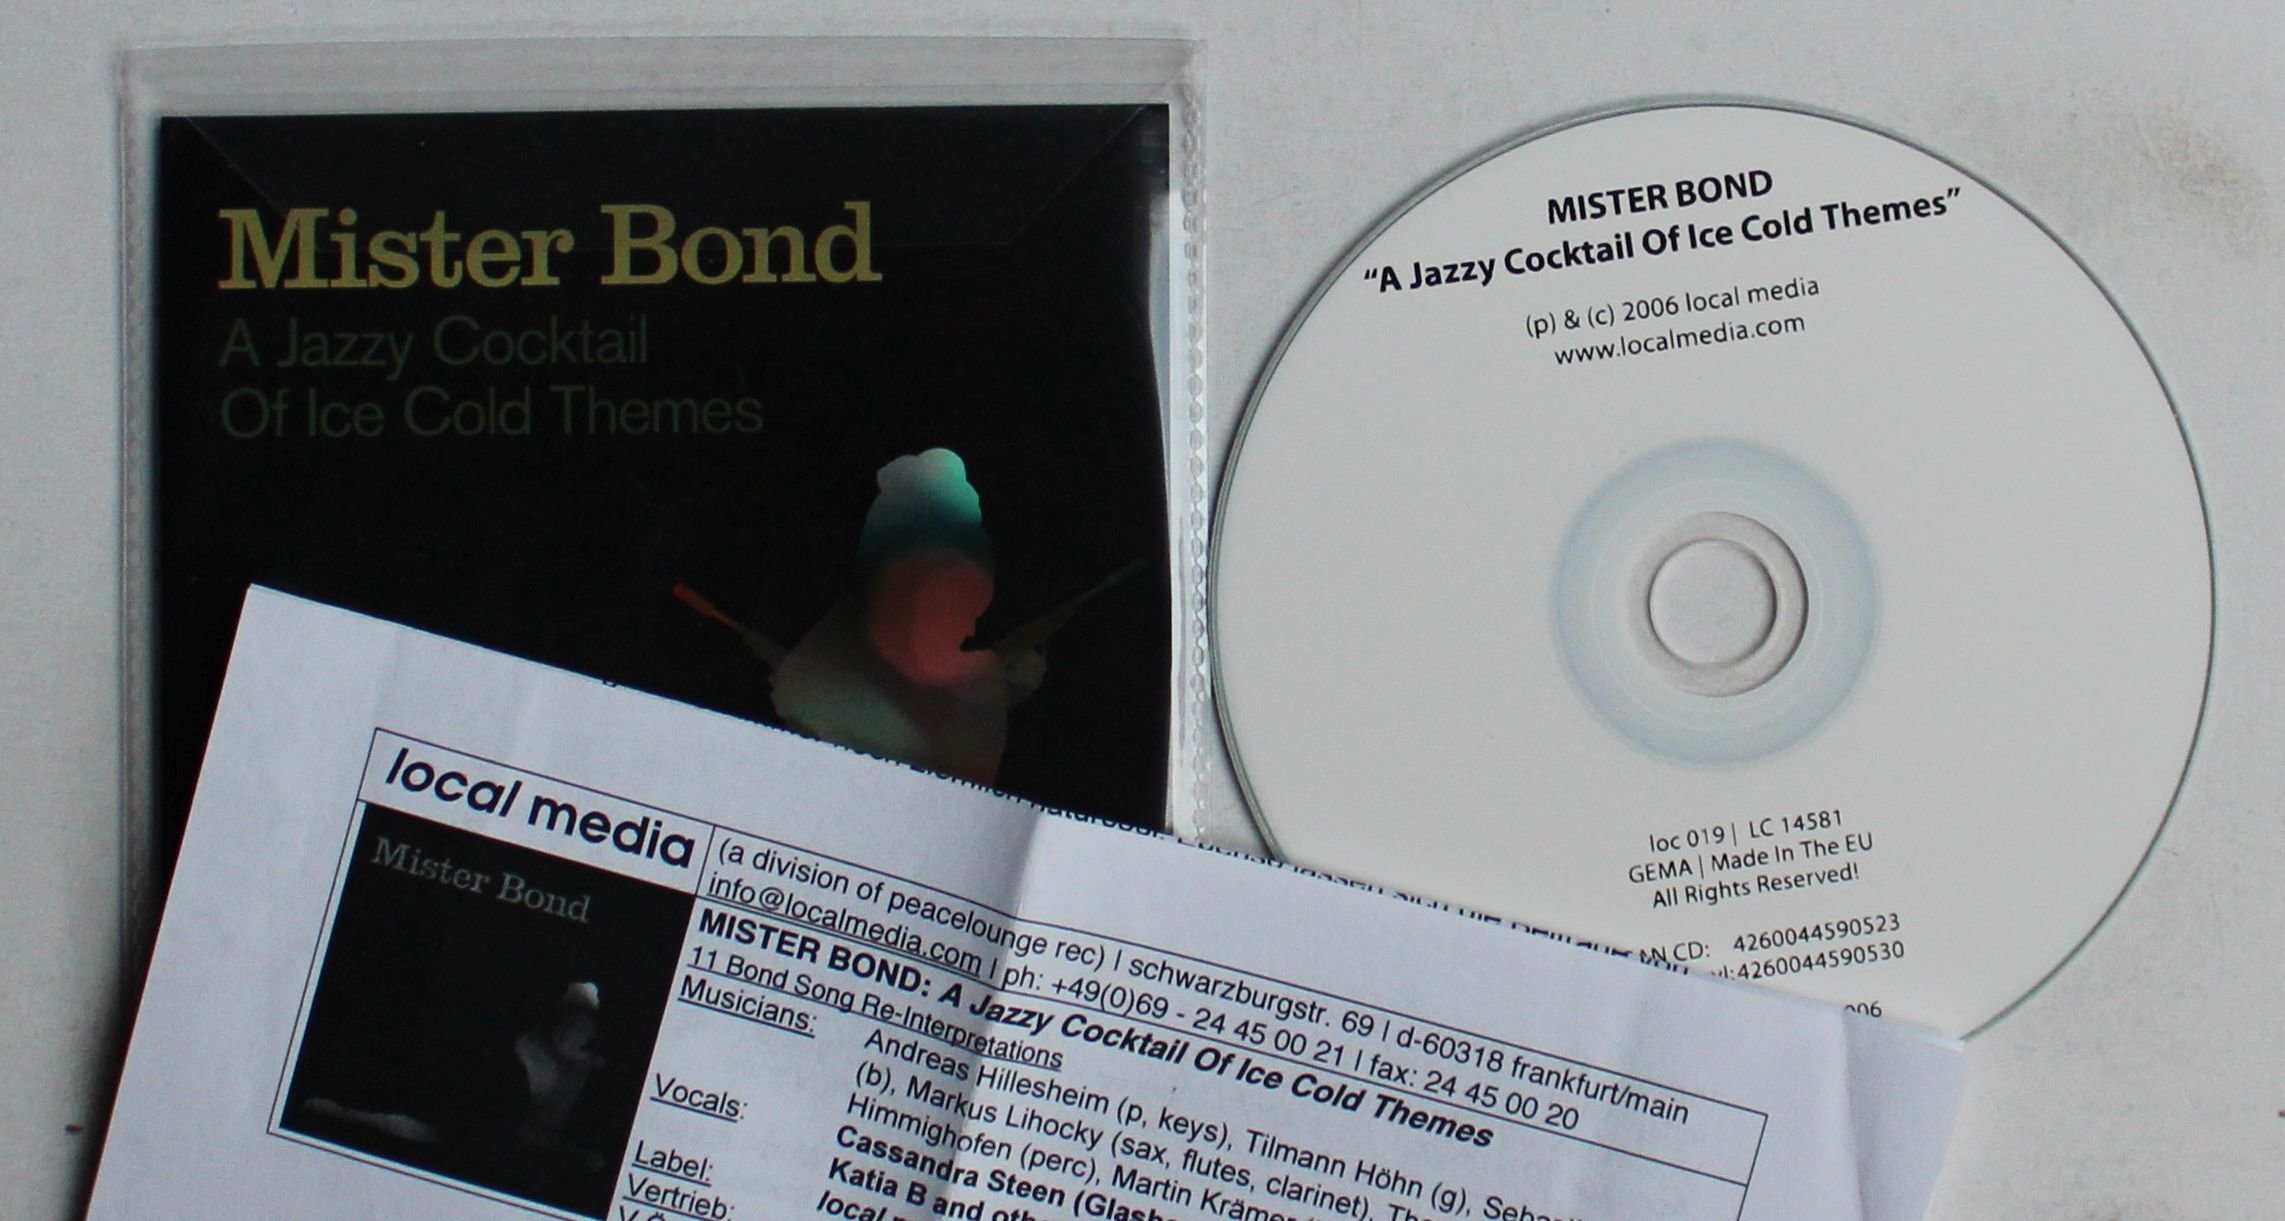 Mister Bond
A Jazzy Cocktail
Of Ice Cold Themes
MISTER BOND
“A Jazzy Cocktail Of Ice Cold Themes”
(p) & (c) 2006 local media
www.localmedia.com
loc 019 | LC 14581
GEMA | Made In The EU
All Rights Reserved!
CD: 4260044590523
4260044590530
local media
(a division of peacelounge rec) | schwarzburgstr. 69 | d-60318 frankfurt/main
info@localmedia.com | ph: +49(0)69 - 24 45 00 21 | fax: 24 45 00 20
Mister Bond
MISTER BOND: A Jazzy Cocktail Of Ice Cold Themes
11 Bond Song Re-Interpretations
Musicians: Andreas Hillesheim (p, keys), Tilmann Höhn (g),
(b), Markus Lihocky (sax, flutes, clarinet),
Himmighofen (perc), Martin
Vocals: Cassandra Steen
Katia B and
Label: local
Vertrieb: